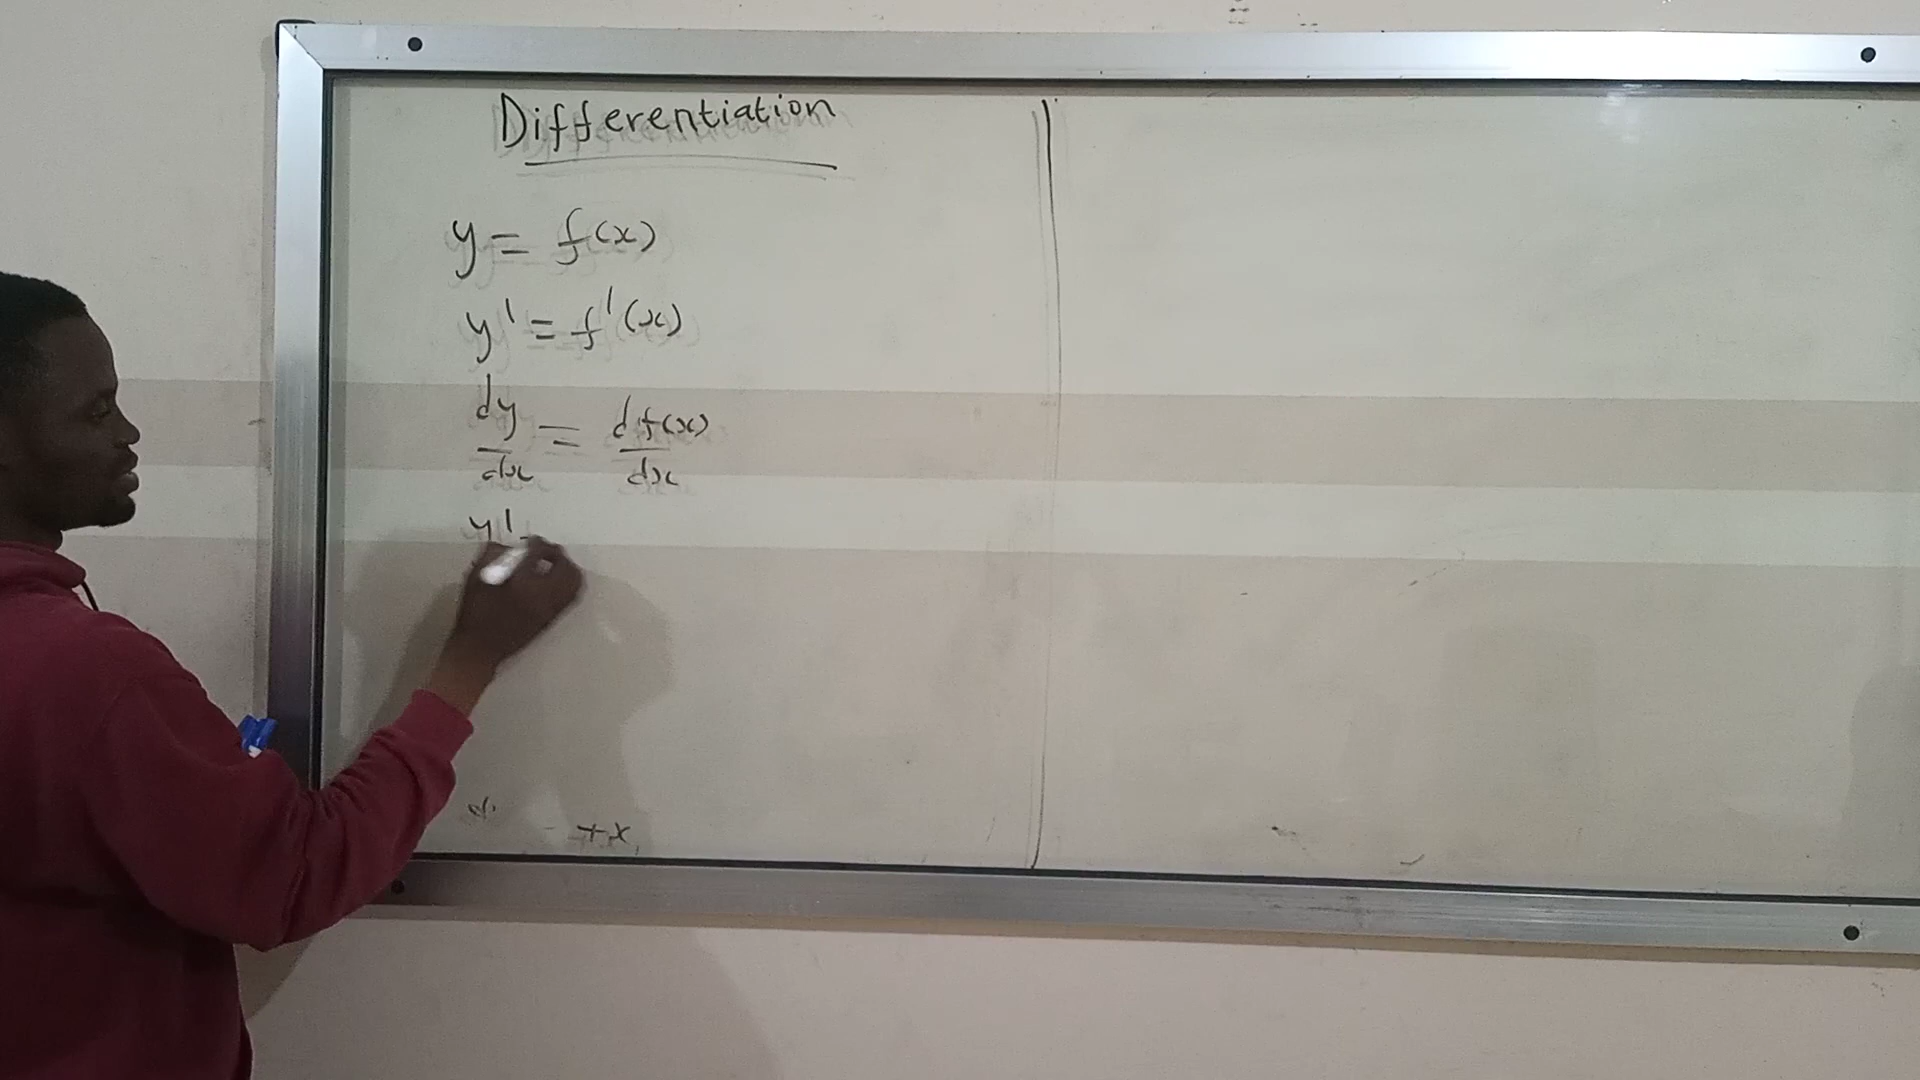 Differentiation
y = f(x)
y' = f'(x)
dy/dx = df(x)/dx
y'
+x